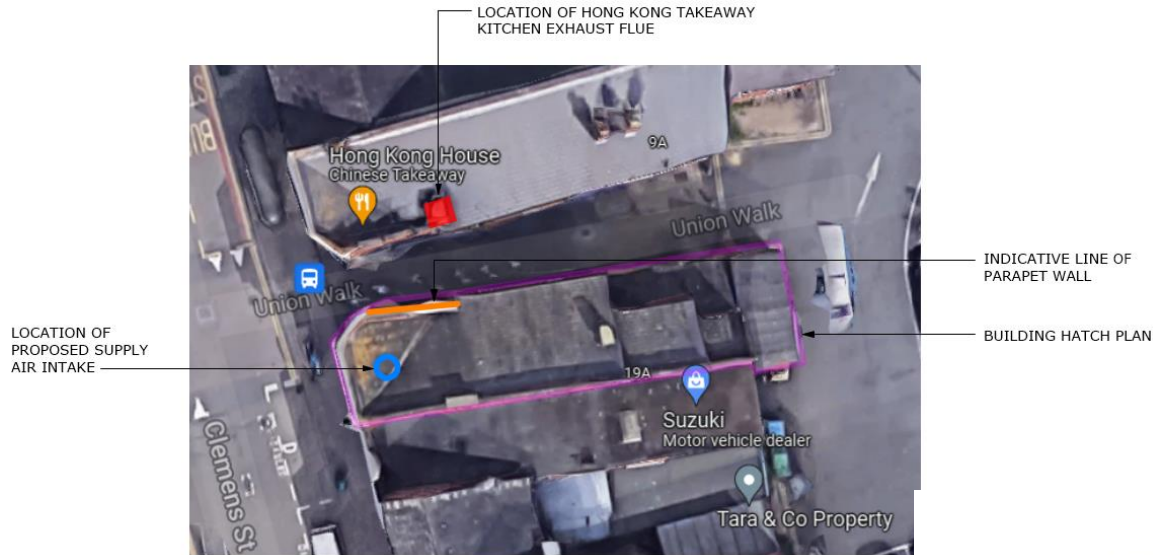 LOCATION OF HONG KONG TAKEAWAY
KITCHEN EXHAUST FLUE
BUS
Hong Kong House
Chinese Takeaway
9A
Union Walk
Union Walk
INDICATIVE LINE OF
PARAPET WALL
LOCATION OF
PROPOSED SUPPLY
AIR INTAKE
BUILDING HATCH PLAN
19A
Suzuki
Motor vehicle dealer
Clemens St
Tara & Co Property